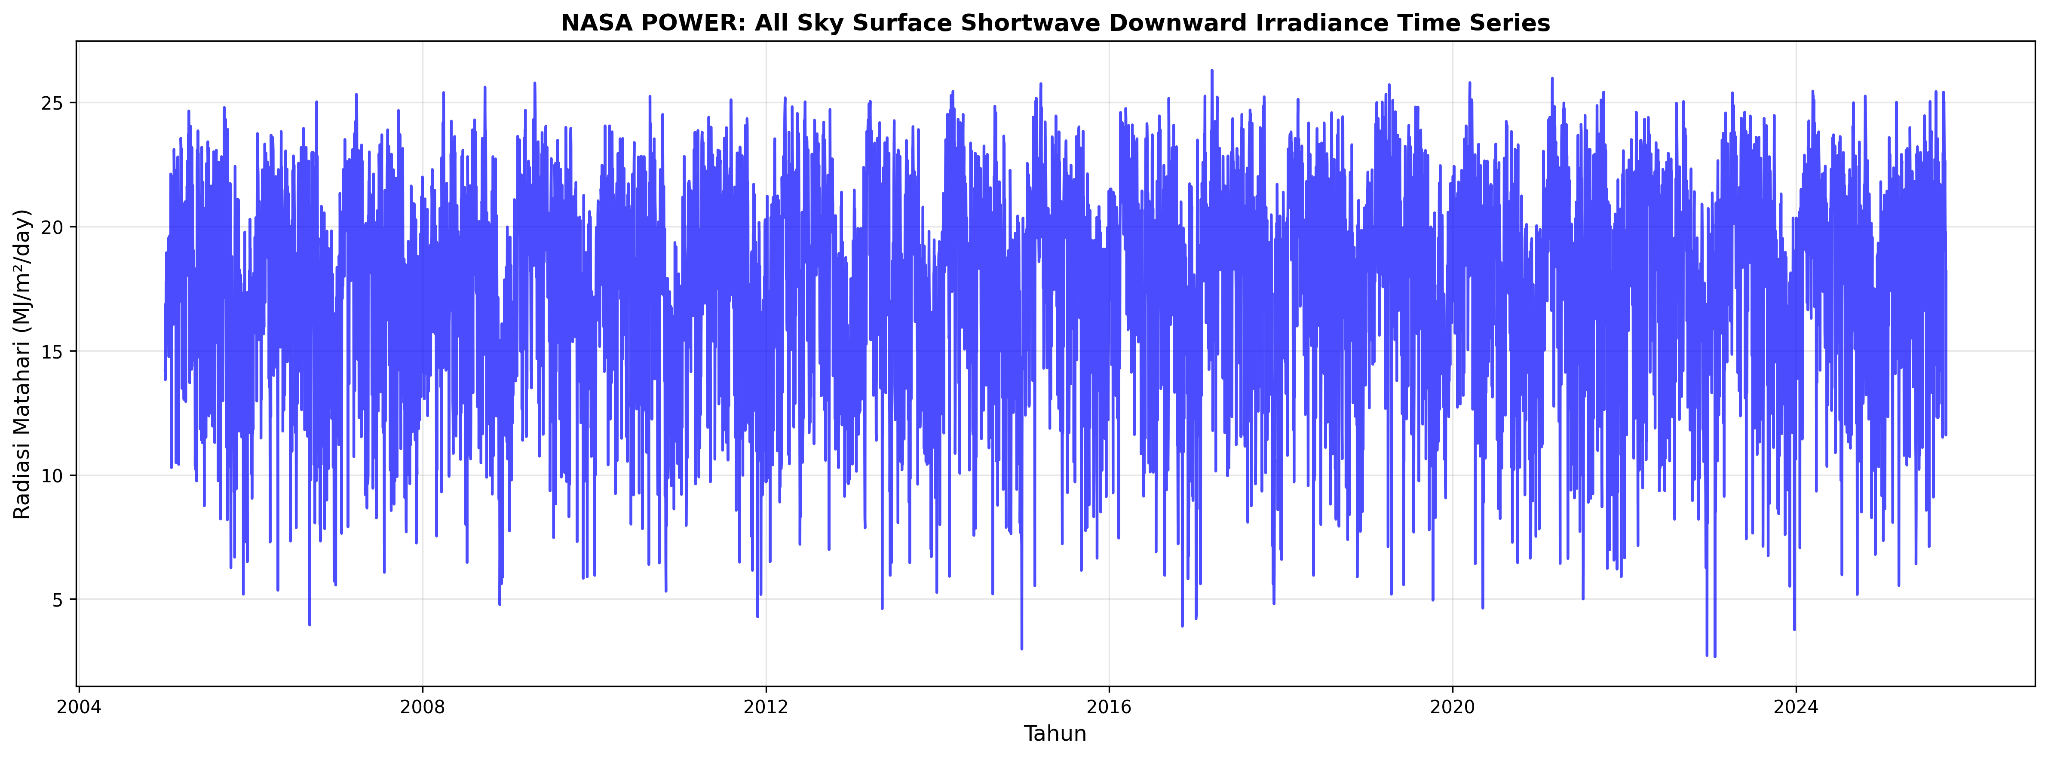 NASA POWER: All Sky Surface Shortwave Downward Irradiance Time Series
Radiasi Matahari (MJ/m²/day)
25
20
15
10
5
2004 2008 2012 2016 2020 2024
Tahun